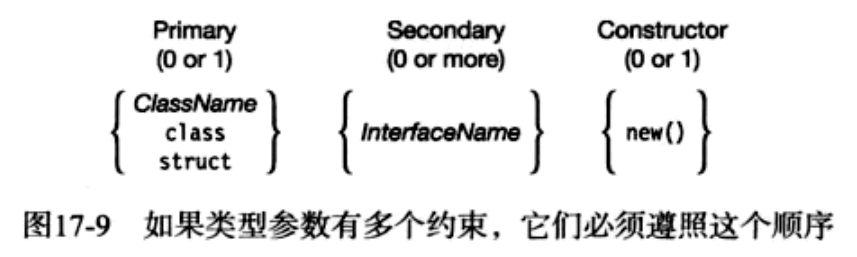 Primary Secondary Constructor
(0 or 1) (0 or more) (0 or 1)
ClassName
class InterfaceName new()
struct
图17-9 如果类型参数有多个约束，它们必须遵照这个顺序